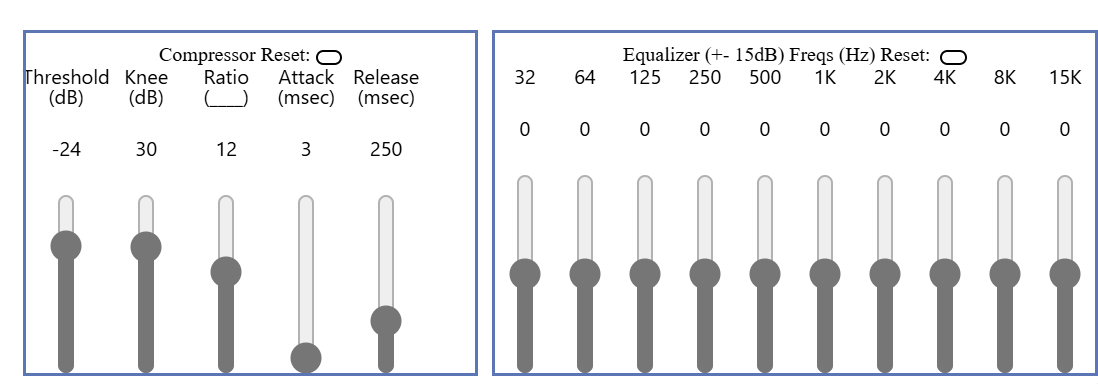 Compressor Reset:
Threshold Knee Ratio Attack Release
(dB) (dB) (____) (msec) (msec)
-24 30 12 3 250
Equalizer (+- 15dB) Freqs (Hz) Reset:
32 64 125 250 500 1K 2K 4K 8K 15K
0 0 0 0 0 0 0 0 0 0